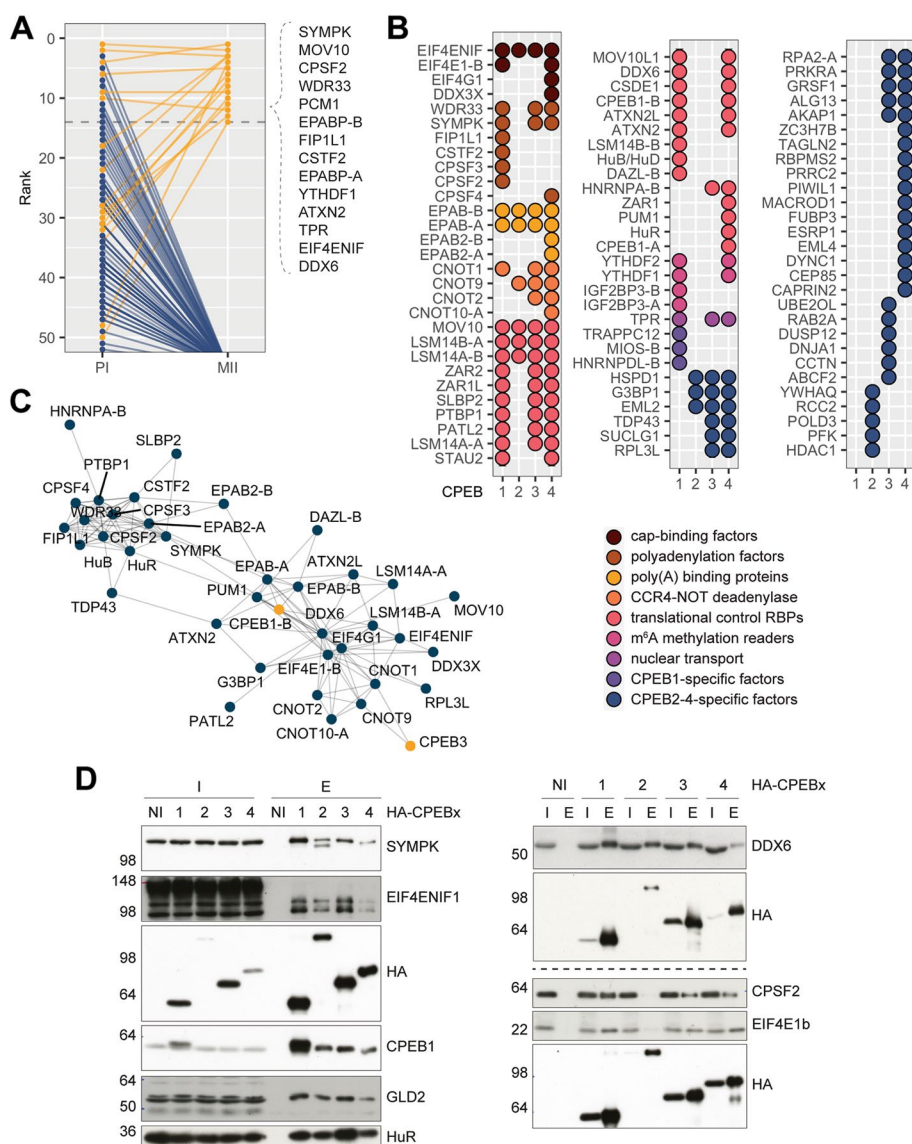 A
0
10
20
30
40
50
Rank
PI
MII
SYMPK
MOV10
CPSF2
WDR33
PCM1
EPABP-B
FIP1L1
CSTF2
EPABP-A
YTHDF1
ATXN2
TPR
EIF4ENIF
DDX6
B
EIF4ENIF
EIF4E1-B
EIF4G1
DDX3X
WDR33
SYMPK
FIP1L1
CSTF2
CPSF3
CPSF2
CPSF4
EPAB-B
EPAB-A
EPAB2-B
EPAB2-A
CNOT1
CNOT9
CNOT2
CNOT10-A
MOV10
LSM14B-A
LSM14A-B
ZAR2
ZAR1L
SLBP2
PTBP1
PATL2
LSM14A-A
STAU2
CPEB 1 2 3 4
MOV10L1
DDX6
CSDE1
CPEB1-B
ATXN2L
ATXN2
LSM14B-B
HuB/HuD
DAZL-B
HNRNPA-B
ZAR1
PUM1
HuR
CPEB1-A
YTHDF2
YTHDF1
IGF2BP3-B
IGF2BP3-A
TPR
TRAPPC12
MIOS-B
HNRNPDL-B
HSPD1
G3BP1
EML2
TDP43
SUCLG1
RPL3L
1 2 3 4
RPA2-A
PRKRA
GRSF1
ALG13
AKAP1
ZC3H7B
TAGLN2
RBPMS2
PRRC2
PIWIL1
MACROD1
FUBP3
ESRP1
EML4
DYNC1
CEP85
CAPRIN2
UBE2OL
RAB2A
DUSP12
DNJA1
CCTN
ABCF2
YWHAQ
RCC2
POLD3
PFK
HDAC1
1 2 3 4
cap-binding factors
polyadenylation factors
poly(A) binding proteins
CCR4-NOT deadenylase
translational control RBPs
m⁶A methylation readers
nuclear transport
CPEB1-specific factors
CPEB2-4-specific factors
C
HNRNPA-B
SLBP2
PTBP1
CPSF4
CSTF2
EPAB2-B
WDR33
CPSF3
EPAB2-A
FIP1L1
CPSF2
SYMPK
HuB
HuR
DAZL-B
EPAB-A
ATXN2L
LSM14A-A
TDP43
PUM1
EPAB-B
CPEB1-B
DDX6
LSM14B-A
MOV10
ATXN2
EIF4G1
EIF4ENIF
EIF4E1-B
DDX3X
G3BP1
CNOT1
RPL3L
PATL2
CNOT2
CNOT9
CNOT10-A
CPEB3
D
I E
NI 1 2 3 4 NI 1 2 3 4 HA-CPEBx
98
SYMPK
148
98
EIF4ENIF1
98
64
HA
64
CPEB1
64
50
GLD2
36
HuR
NI 1 2 3 4 HA-CPEBx
I E I E I E I E I E
50
DDX6
98
64
HA
64
CPSF2
22
EIF4E1b
98
64
HA